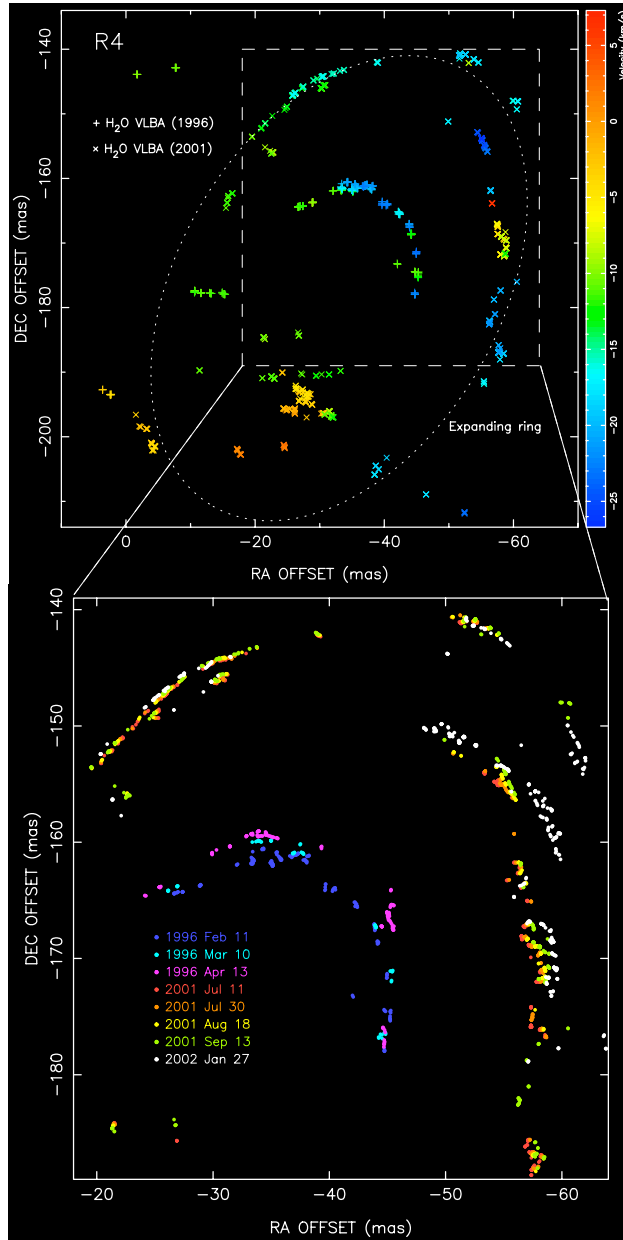 R4
+ H₂O VLBA (1996)
× H₂O VLBA (2001)
Expanding ring
−140
−160
−180
−200
DEC OFFSET (mas)
0
−20
−40
−60
RA OFFSET (mas)
5
0
−5
−10
−15
−20
−25
Velocity (km/s)
−140
−150
−160
−170
−180
DEC OFFSET (mas)
1996 Feb 11
1996 Mar 10
1996 Apr 13
2001 Jul 11
2001 Jul 30
2001 Aug 18
2001 Sep 13
2002 Jan 27
−20
−30
−40
−50
−60
RA OFFSET (mas)